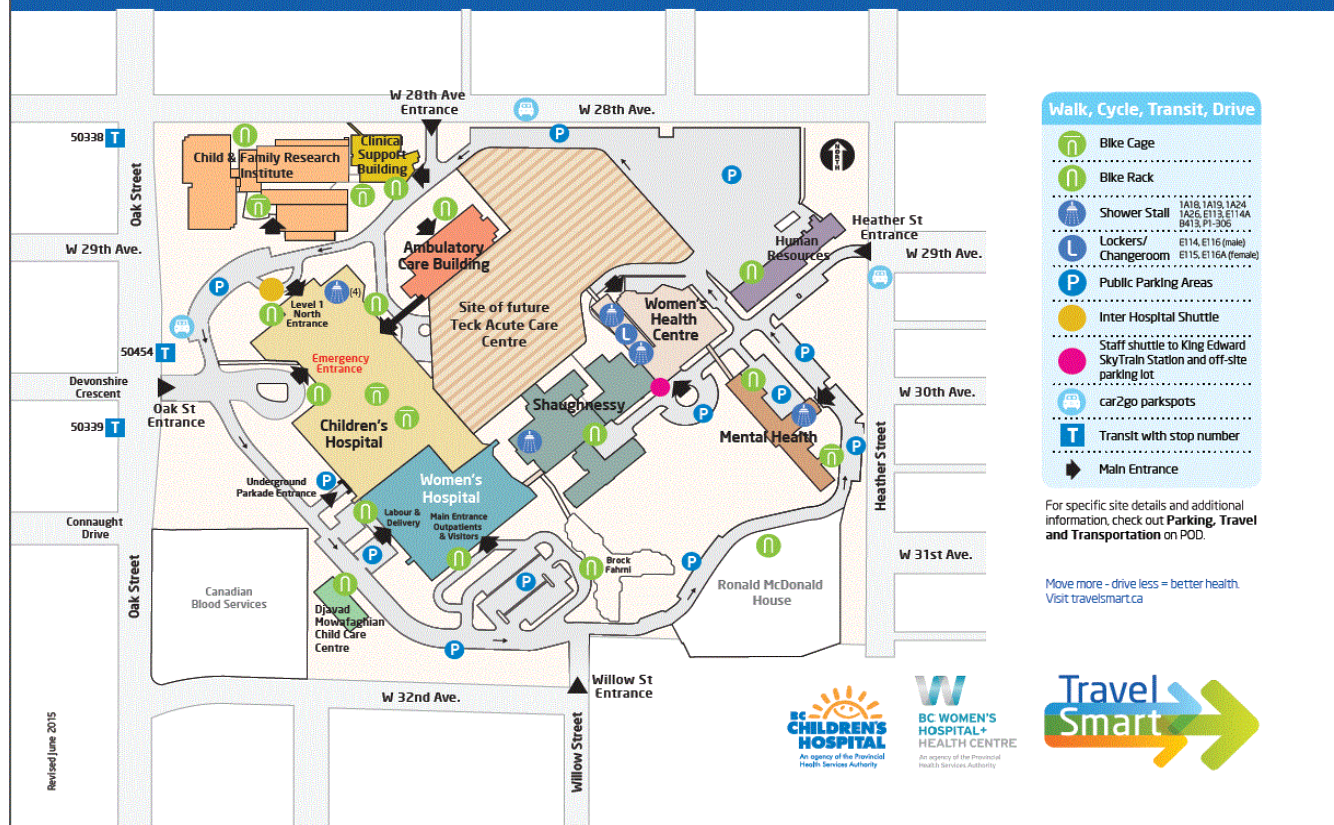 W 28th Ave
Entrance
W 28th Ave.
50338 T
Oak Street
Child & Family Research
Institute
Clinical
Support
Building
P
P
NORTH
Heather St
Entrance
W 29th Ave.
W 29th Ave.
Human
Resources
Ambulatory
Care Building
P
(4)
Level 1
North
Entrance
Site of future
Teck Acute Care
Centre
Women's
Health
Centre
L
50454 T
Emergency
Entrance
P
Devonshire
Crescent
Oak St
Entrance
50339 T
Shaughnessy
P
P
W 30th Ave.
Mental Health
P
Children's
Hospital
Heather Street
Underground
Parkade Entrance
P
Women's
Hospital
Labour &
Delivery
Main Entrance
Outpatients
& Visitors
Connaught
Drive
P
P
P
Brock
Fahrni
W 31st Ave.
Oak Street
Canadian
Blood Services
Ronald McDonald
House
Djavad
Mowafaghian
Child Care
Centre
P
W 32nd Ave.
Willow St
Entrance
Willow Street
Revised June 2015
Walk, Cycle, Transit, Drive
Bike Cage
Bike Rack
Shower Stall 1A18, 1A19, 1A24
1A26, E113, E114A
B413, P1-306
L Lockers/
Changeroom
E114, E116 (male)
E115, E116A (female)
P Public Parking Areas
Inter Hospital Shuttle
Staff shuttle to King Edward
SkyTrain Station and off-site
parking lot
car2go parkspots
T Transit with stop number
Main Entrance
For specific site details and additional
information, check out Parking, Travel
and Transportation on POD.
Move more - drive less = better health.
Visit travelsmart.ca
BC
CHILDREN'S
HOSPITAL
An agency of the Provincial
Health Services Authority
BC WOMEN'S
HOSPITAL+
HEALTH CENTRE
An agency of the Provincial
Health Services Authority
Travel
Smart